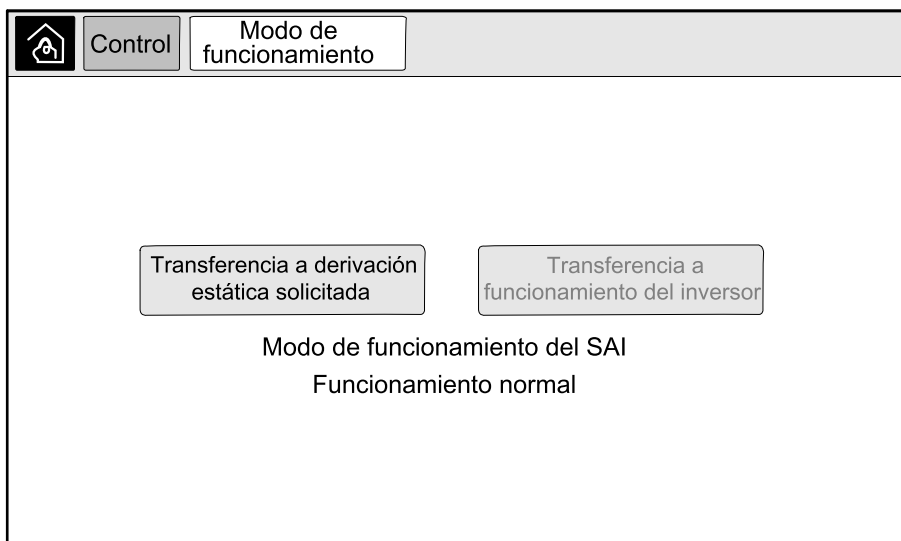 Control
Modo de
funcionamiento
Transferencia a derivación
estática solicitada
Transferencia a
funcionamiento del inversor
Modo de funcionamiento del SAI
Funcionamiento normal